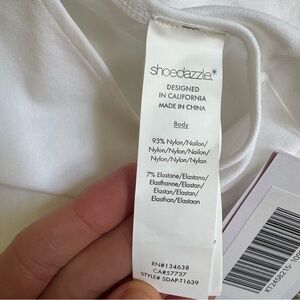 shoedazzle.*
DESIGNED
IN CALIFORNIA
MADE IN CHINA
Body
93% Nylon/Nailon/
Nylon/Nylon/Nylon/
Nylon/Nylon/Nylon
7% Elastane/Elastano/
Elasthanne/Elastan/
Elastan/Elastan/
Elasthan/Elastaan
RN#134638
CA#57737
STYLE# SDAP-T1639